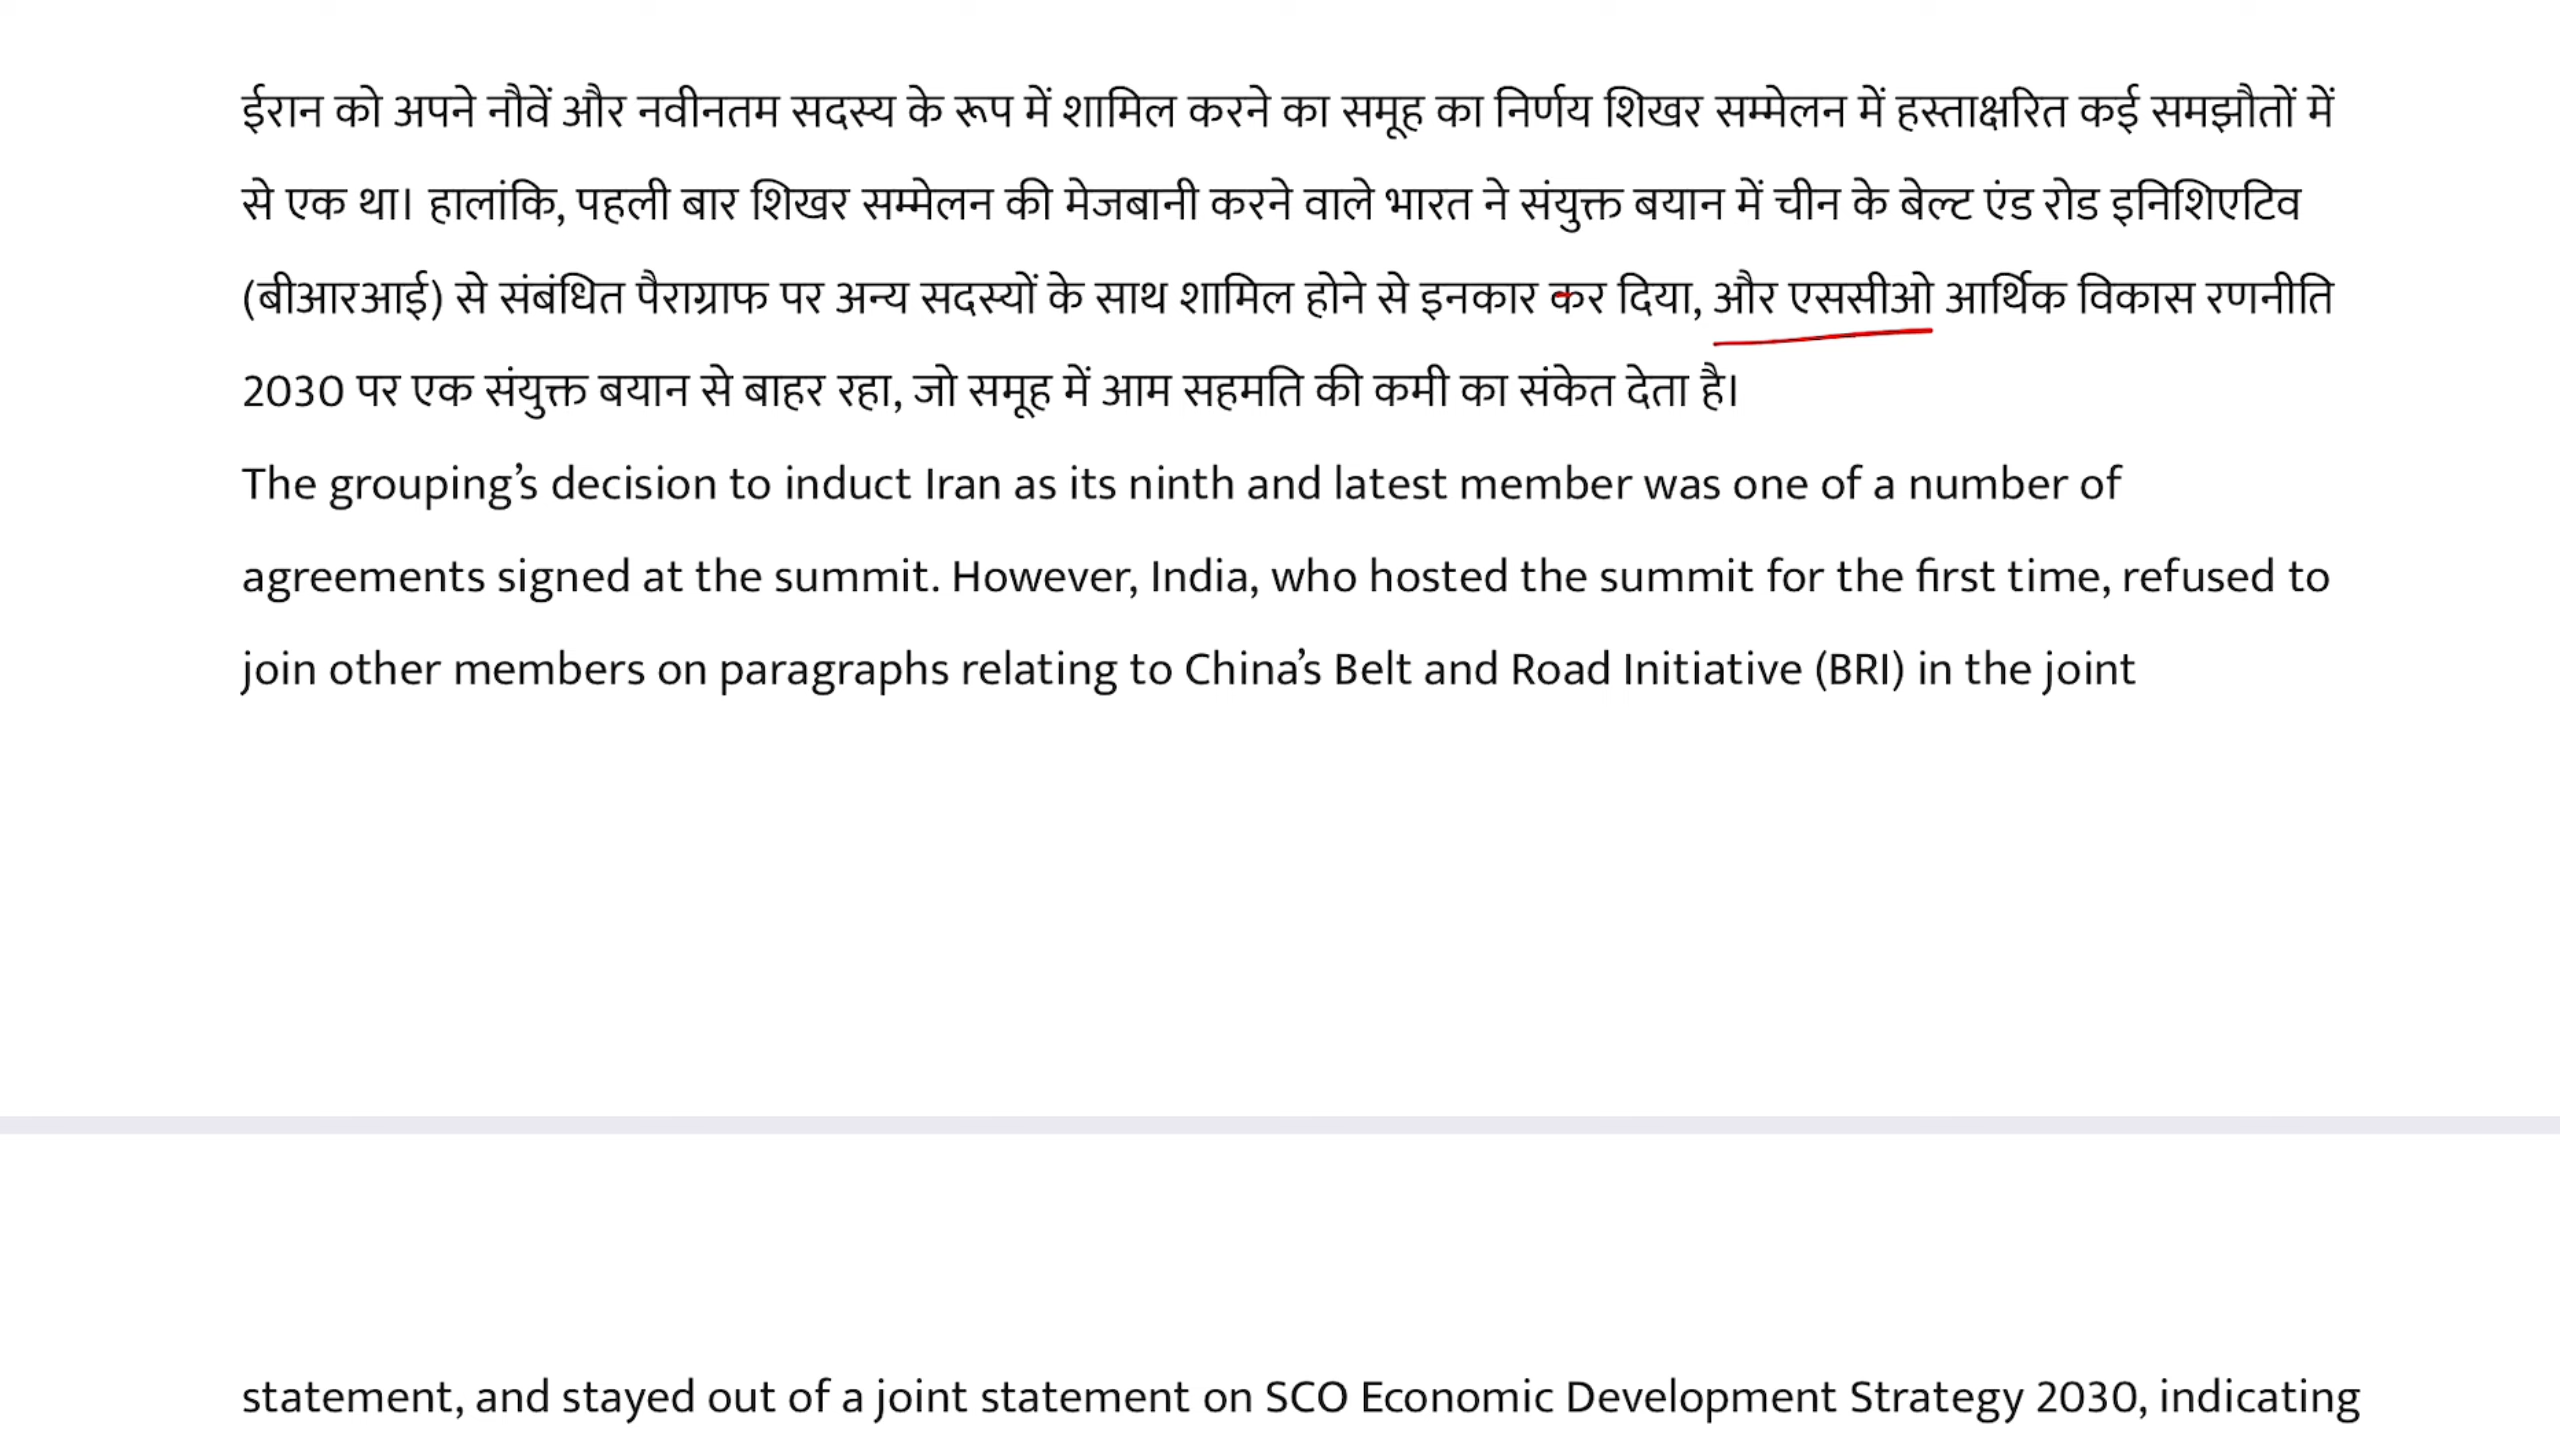 ईरान को अपने नौवें और नवीनतम सदस्य के रूप में शामिल करने का समूह का निर्णय शिखर सम्मेलन में हस्ताक्षरित कई समझौतों में
से एक था। हालांकि, पहली बार शिखर सम्मेलन की मेजबानी करने वाले भारत ने संयुक्त बयान में चीन के बेल्ट एंड रोड इनिशिएटिव
(बीआरआई) से संबंधित पैराग्राफ पर अन्य सदस्यों के साथ शामिल होने से इनकार कर दिया, और एससीओ आर्थिक विकास रणनीति
2030 पर एक संयुक्त बयान से बाहर रहा, जो समूह में आम सहमति की कमी का संकेत देता है।
The grouping’s decision to induct Iran as its ninth and latest member was one of a number of
agreements signed at the summit. However, India, who hosted the summit for the first time, refused to
join other members on paragraphs relating to China’s Belt and Road Initiative (BRI) in the joint
statement, and stayed out of a joint statement on SCO Economic Development Strategy 2030, indicating